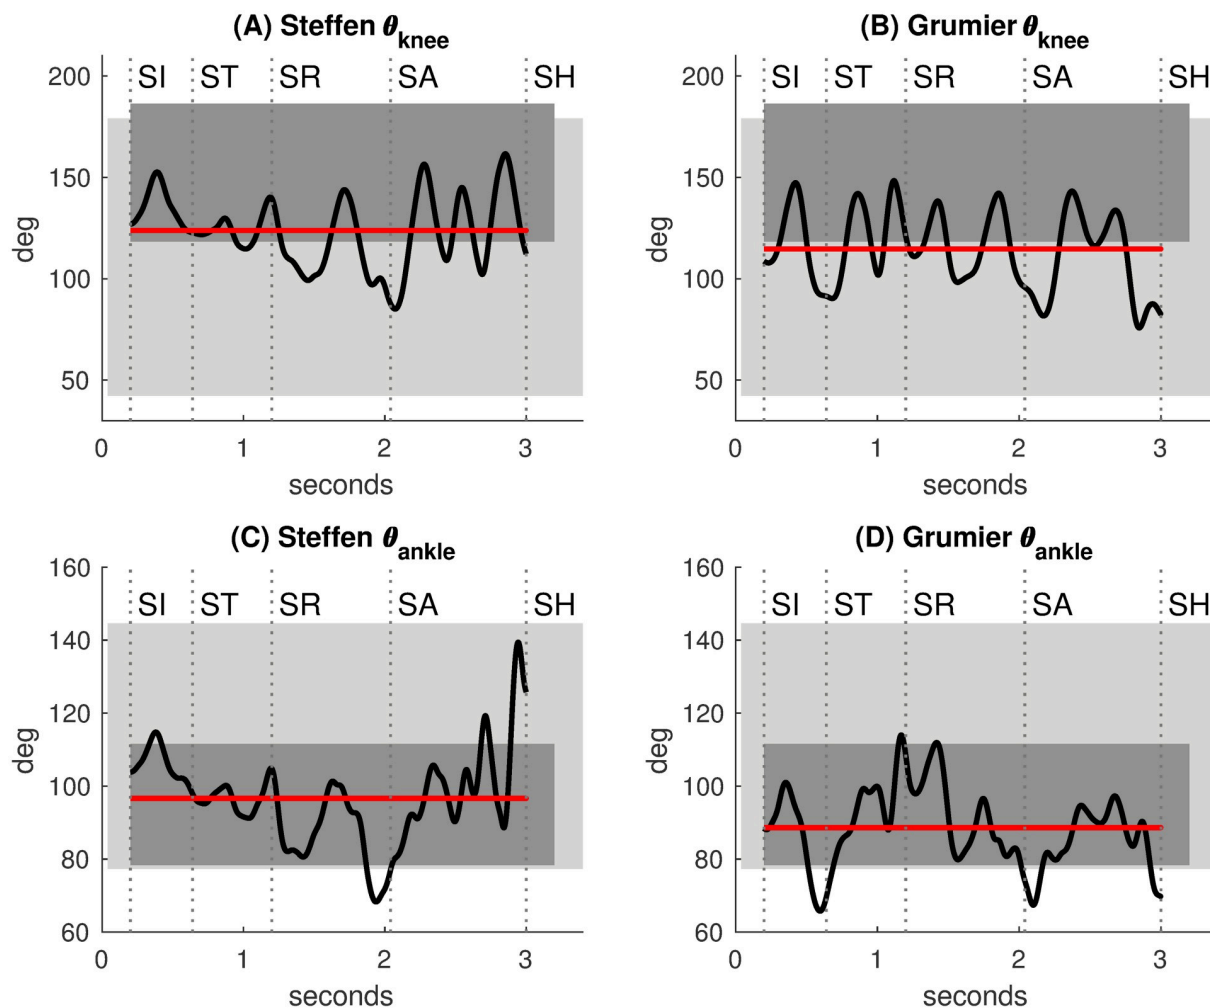 (A) Steffen θknee
200
150
100
50
deg
SI ST SR SA SH
0 1 2 3
seconds
(B) Grumier θknee
200
150
100
50
deg
SI ST SR SA SH
0 1 2 3
seconds
(C) Steffen θankle
160
140
120
100
80
60
deg
SI ST SR SA SH
0 1 2 3
seconds
(D) Grumier θankle
160
140
120
100
80
60
deg
SI ST SR SA SH
0 1 2 3
seconds